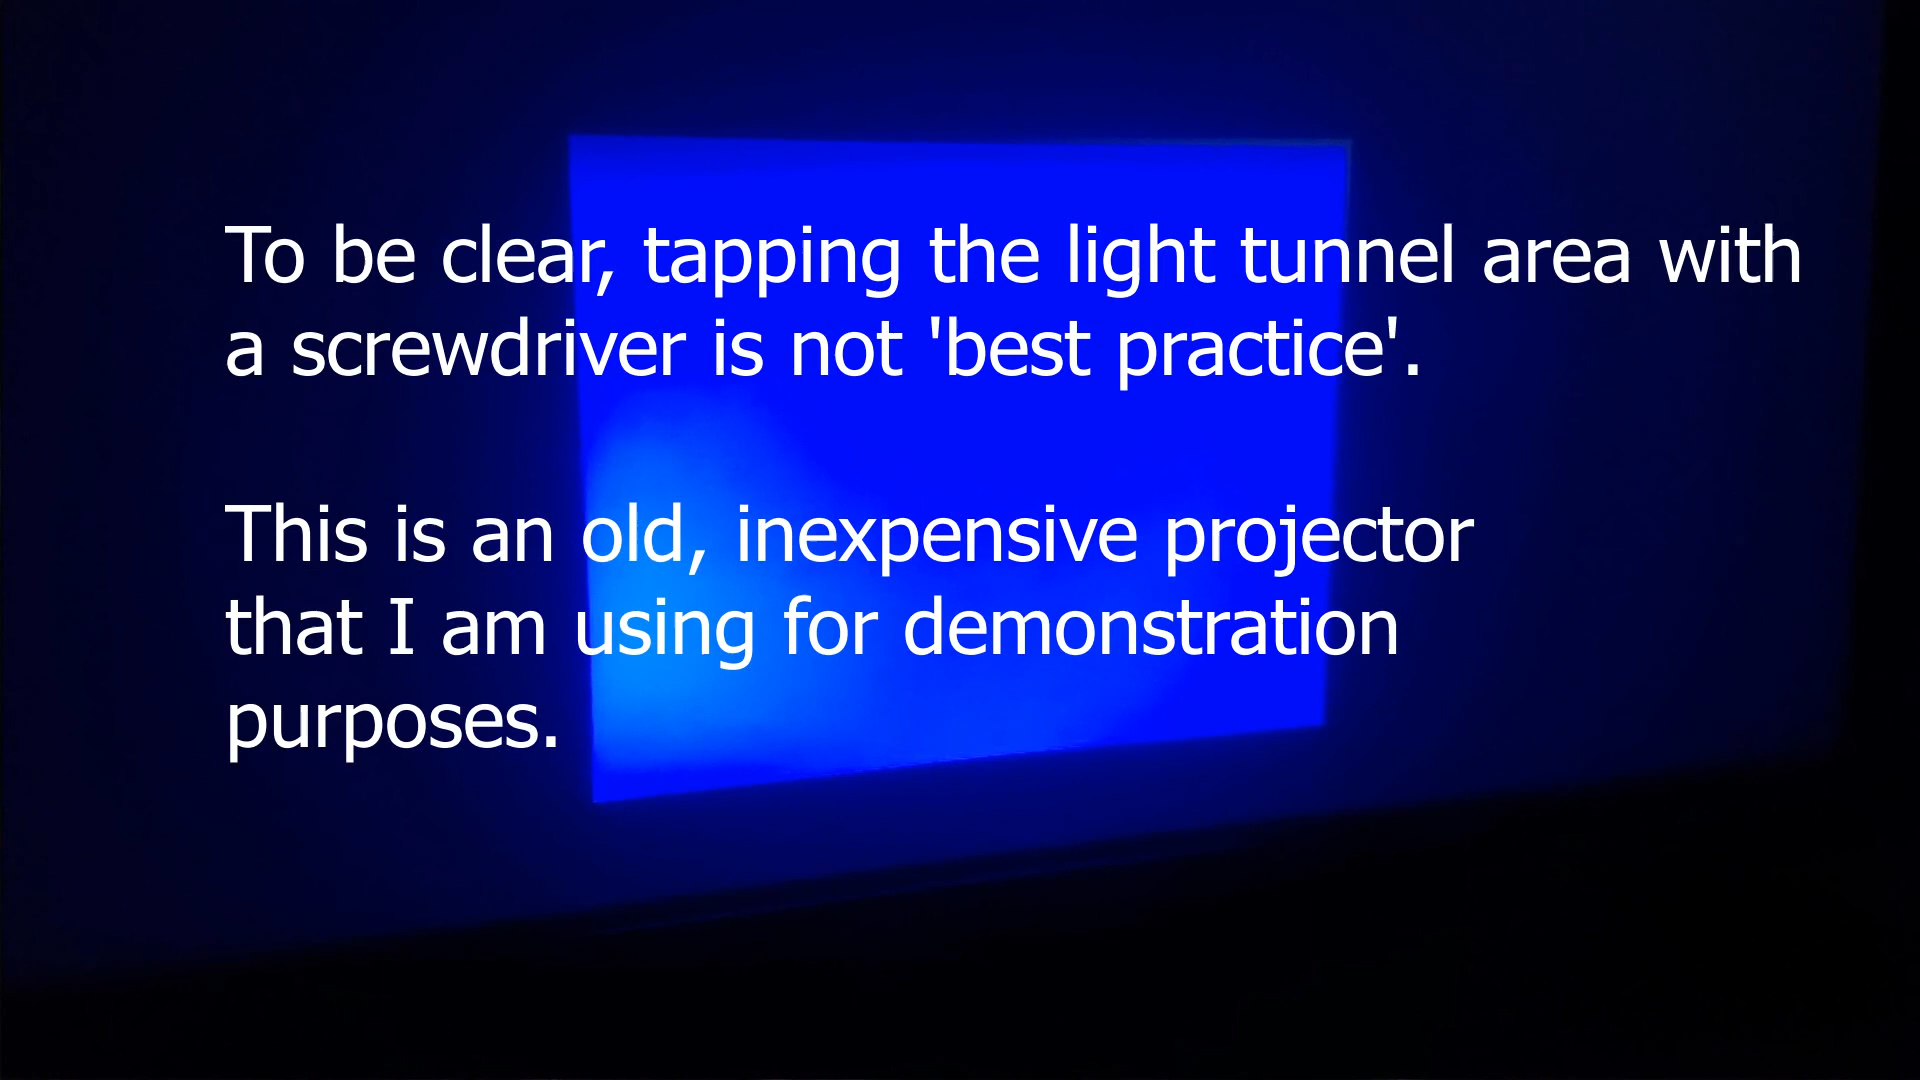 To be clear, tapping the light tunnel area with
a screwdriver is not 'best practice'.
This is an old, inexpensive projector
that I am using for demonstration
purposes.